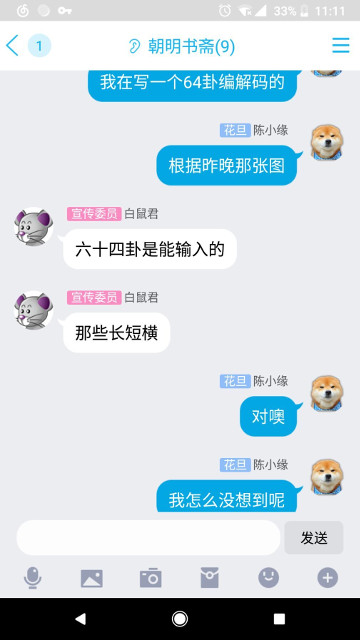 33% 11:11
1 朝明书斋(9)
我在写一个64卦编解码的
花旦 陈小缘
根据昨晚那张图
宣传委员 白鼠君
六十四卦是能输入的
宣传委员 白鼠君
那些长短横
花旦 陈小缘
对噢
花旦 陈小缘
我怎么没想到呢
发送